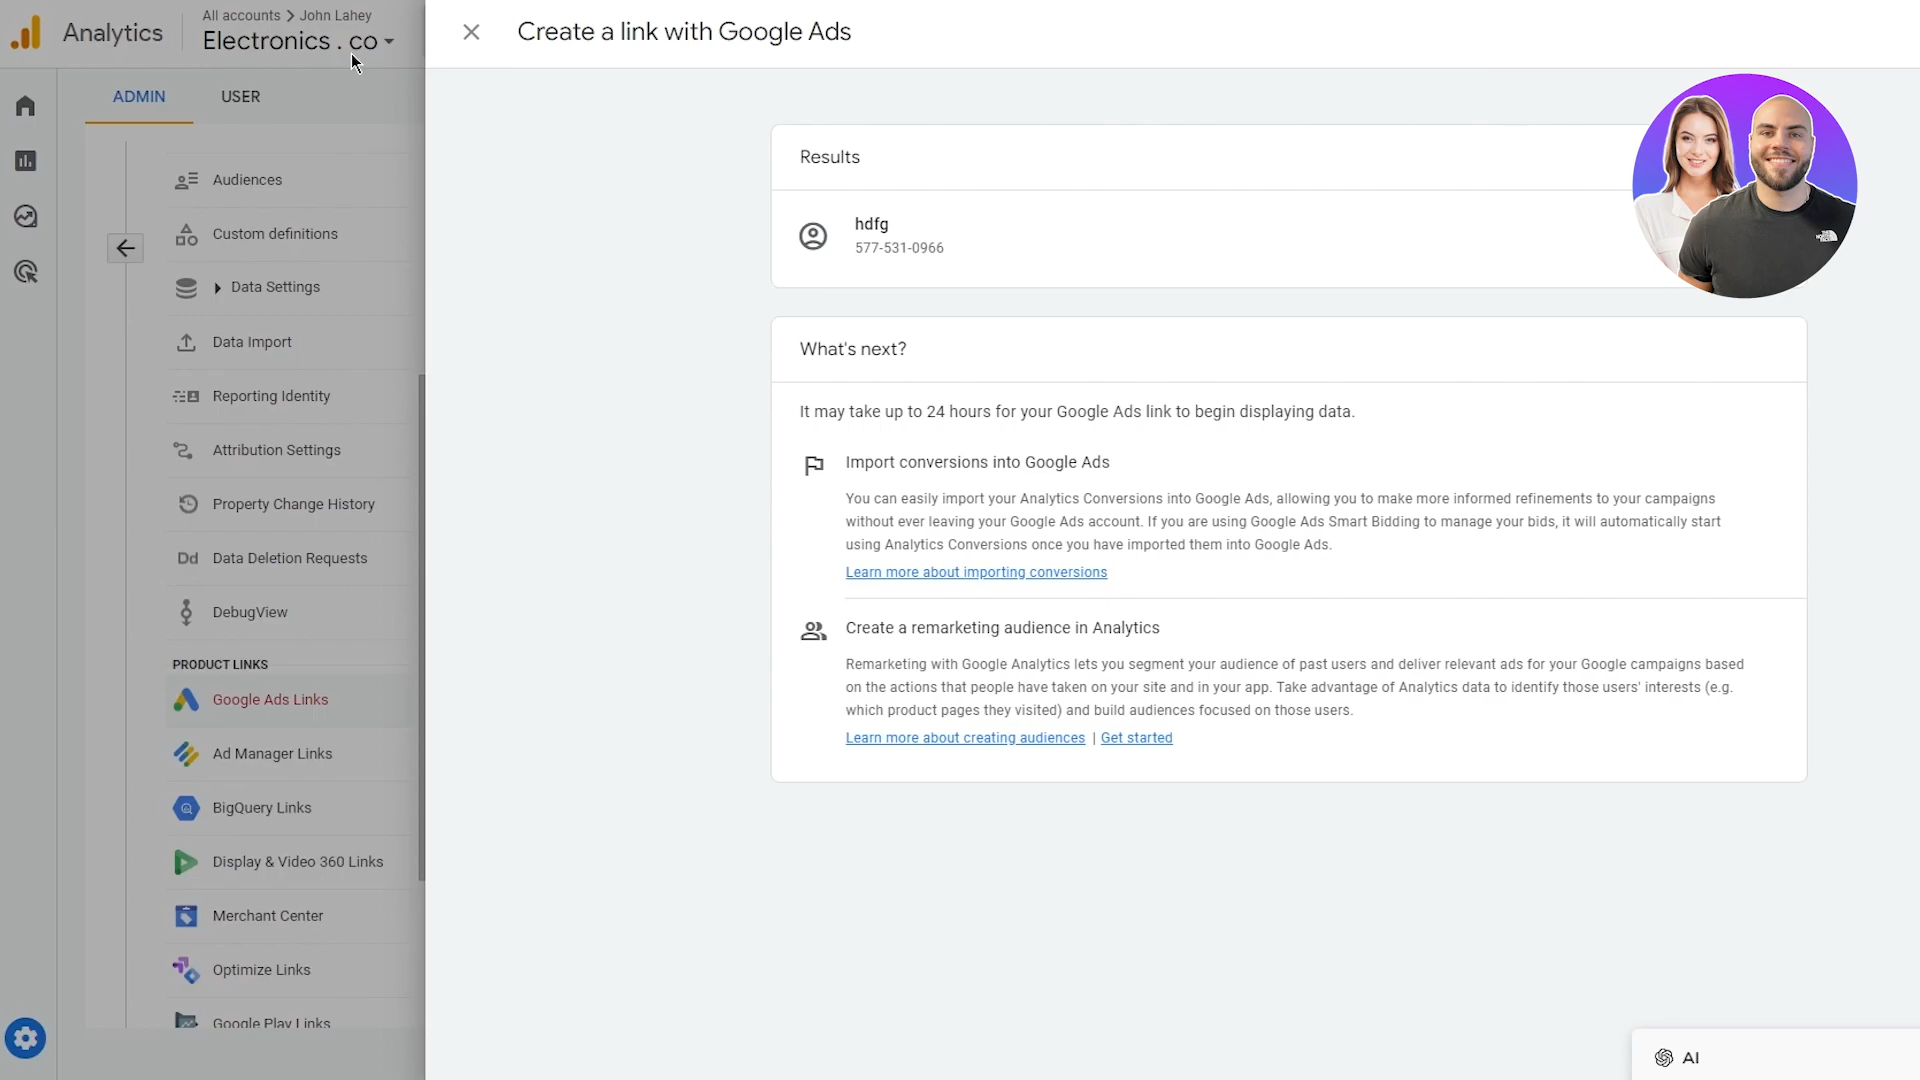 Analytics
All accounts > John Lahey
Electronics . co
Create a link with Google Ads
ADMIN
USER
Audiences
Custom definitions
Data Settings
Data Import
Reporting Identity
Attribution Settings
Property Change History
Dd Data Deletion Requests
DebugView
PRODUCT LINKS
Google Ads Links
Ad Manager Links
BigQuery Links
Display & Video 360 Links
Merchant Center
Optimize Links
Google Play Links
Results
hdfg
577-531-0966
What's next?
It may take up to 24 hours for your Google Ads link to begin displaying data.
Import conversions into Google Ads
You can easily import your Analytics Conversions into Google Ads, allowing you to make more informed refinements to your campaigns
without ever leaving your Google Ads account. If you are using Google Ads Smart Bidding to manage your bids, it will automatically start
using Analytics Conversions once you have imported them into Google Ads.
Learn more about importing conversions
Create a remarketing audience in Analytics
Remarketing with Google Analytics lets you segment your audience of past users and deliver relevant ads for your Google campaigns based
on the actions that people have taken on your site and in your app. Take advantage of Analytics data to identify those users' interests (e.g.
which product pages they visited) and build audiences focused on those users.
Learn more about creating audiences | Get started
AI